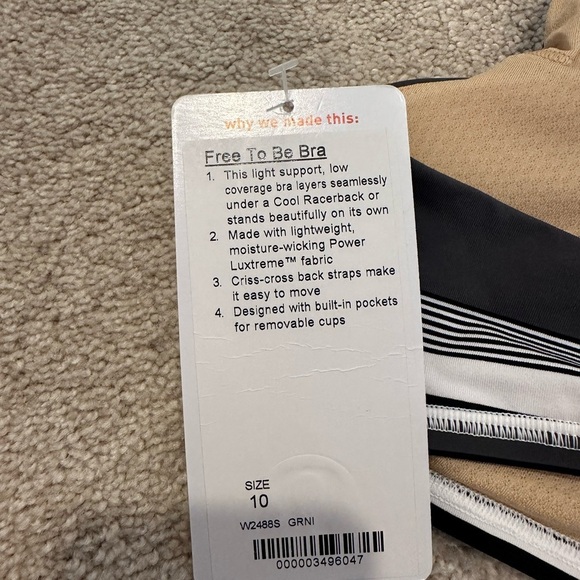 why we made this:
Free To Be Bra
1. This light support, low
coverage bra layers seamlessly
under a Cool Racerback or
stands beautifully on its own
2. Made with lightweight,
moisture-wicking Power
Luxtreme™ fabric
3. Criss-cross back straps make
it easy to move
4. Designed with built-in pockets
for removable cups
SIZE
10
W2488S GRNI
000003496047